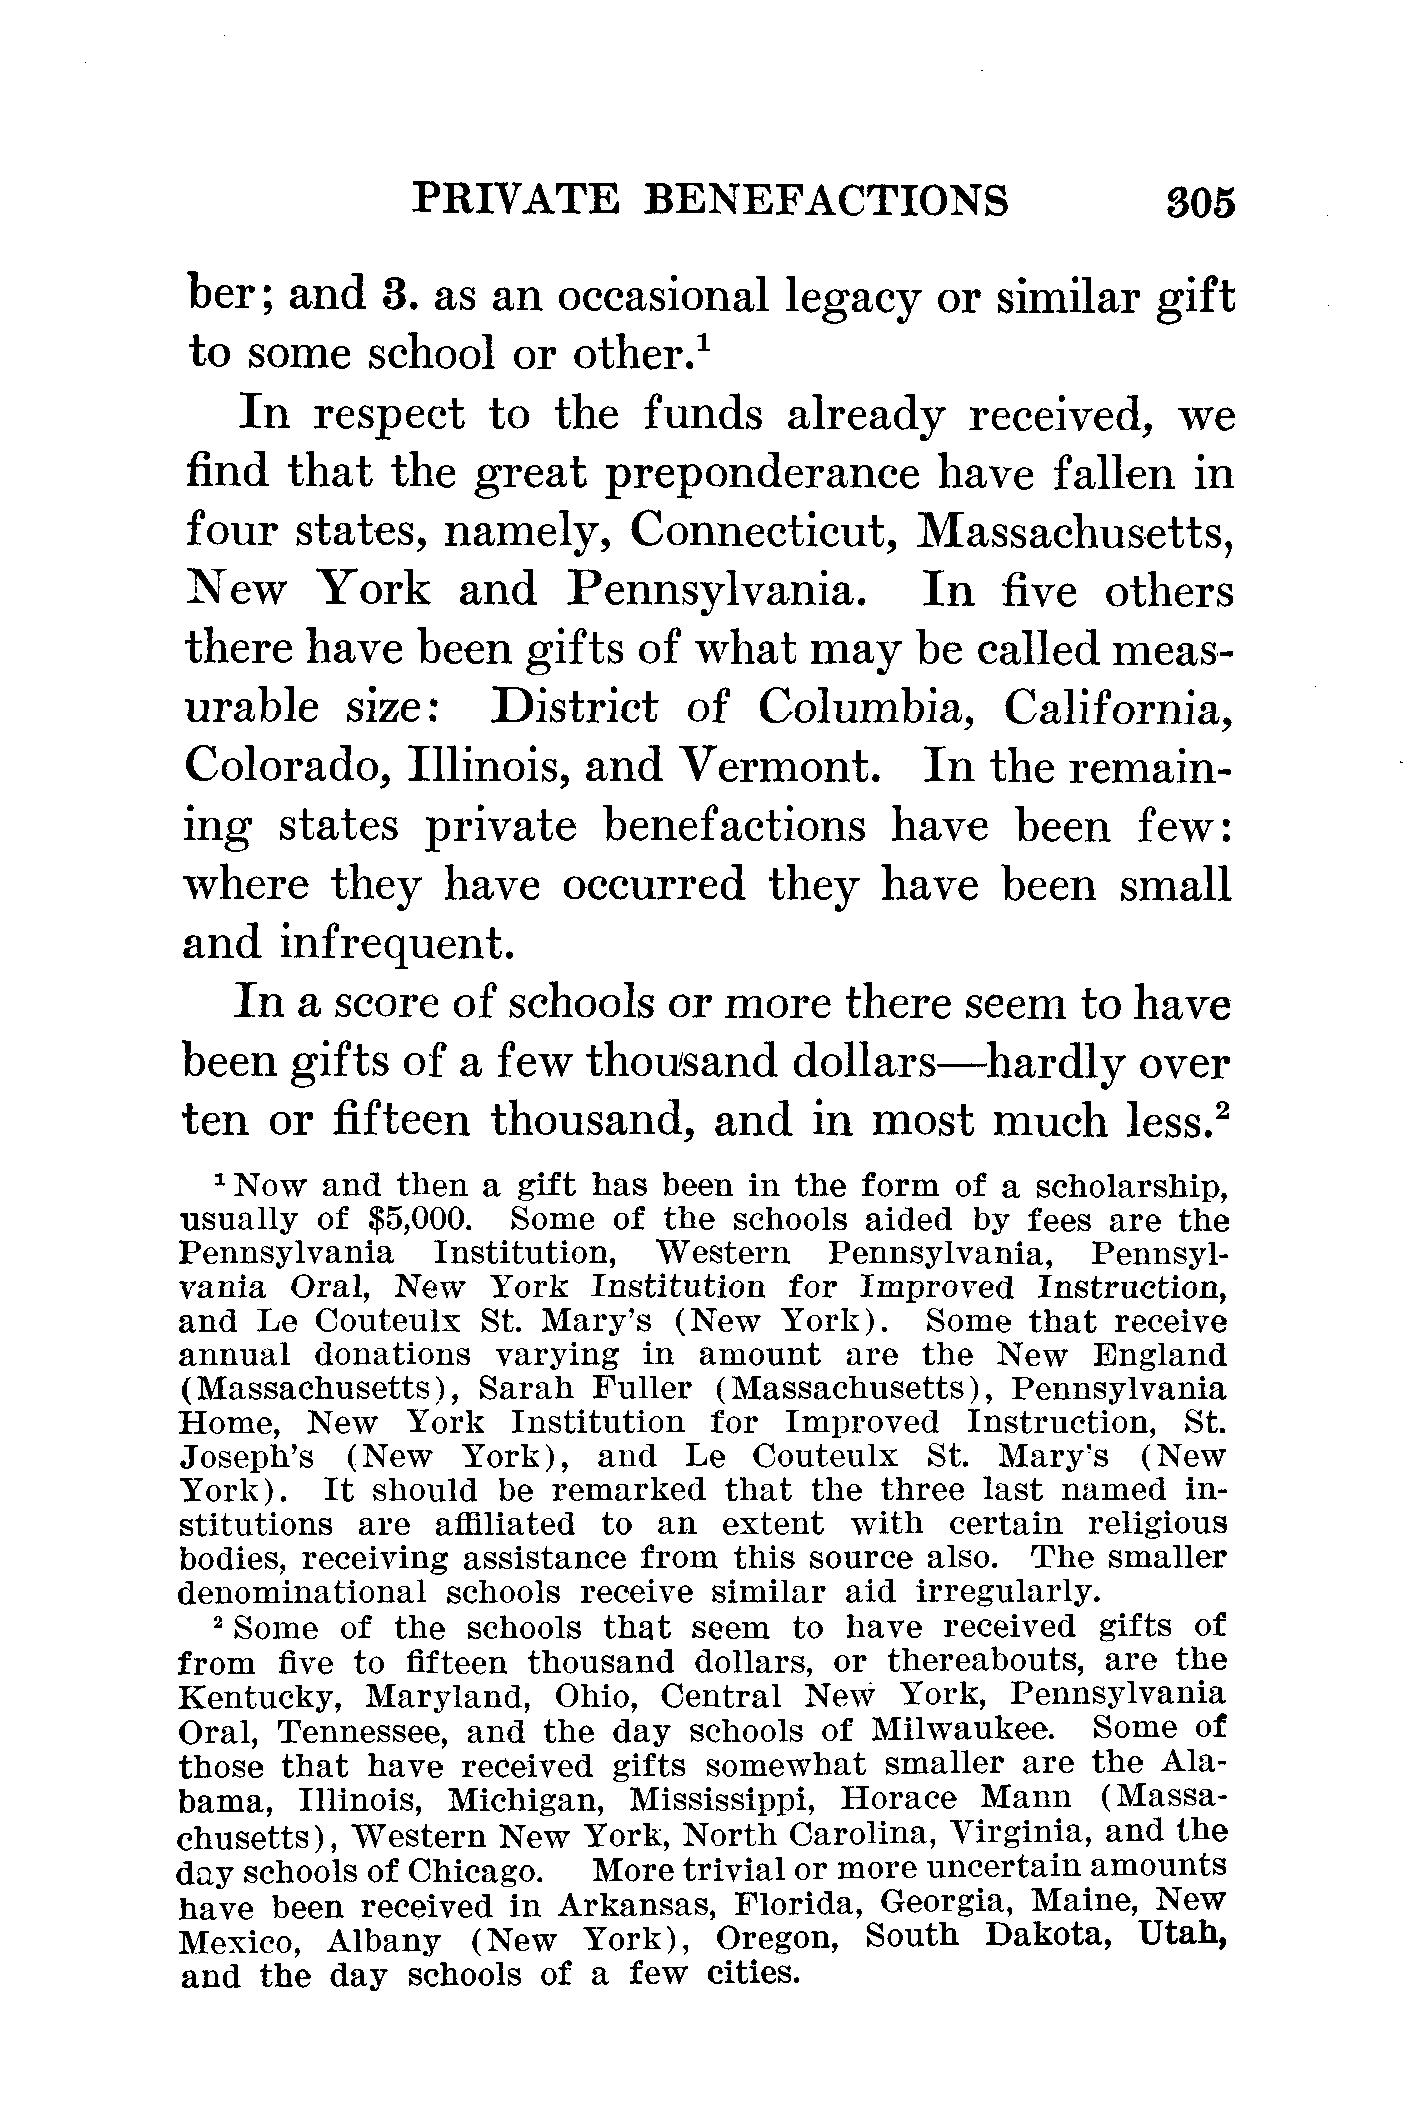 PRIVATE BENEFACTIONS 305
ber; and 3. as an occasional legacy or similar gift
to some school or other.¹
In respect to the funds already received, we
find that the great preponderance have fallen in
four states, namely, Connecticut, Massachusetts,
New York and Pennsylvania. In five others
there have been gifts of what may be called meas-
urable size: District of Columbia, California,
Colorado, Illinois, and Vermont. In the remain-
ing states private benefactions have been few:
where they have occurred they have been small
and infrequent.
In a score of schools or more there seem to have
been gifts of a few thousand dollars—hardly over
ten or fifteen thousand, and in most much less.²
¹ Now and then a gift has been in the form of a scholarship,
usually of $5,000. Some of the schools aided by fees are the
Pennsylvania Institution, Western Pennsylvania, Pennsyl-
vania Oral, New York Institution for Improved Instruction,
and Le Couteulx St. Mary's (New York). Some that receive
annual donations varying in amount are the New England
(Massachusetts), Sarah Fuller (Massachusetts), Pennsylvania
Home, New York Institution for Improved Instruction, St.
Joseph's (New York), and Le Couteulx St. Mary's (New
York). It should be remarked that the three last named in-
stitutions are affiliated to an extent with certain religious
bodies, receiving assistance from this source also. The smaller
denominational schools receive similar aid irregularly.
² Some of the schools that seem to have received gifts of
from five to fifteen thousand dollars, or thereabouts, are the
Kentucky, Maryland, Ohio, Central New York, Pennsylvania
Oral, Tennessee, and the day schools of Milwaukee. Some of
those that have received gifts somewhat smaller are the Ala-
bama, Illinois, Michigan, Mississippi, Horace Mann (Massa-
chusetts), Western New York, North Carolina, Virginia, and the
day schools of Chicago. More trivial or more uncertain amounts
have been received in Arkansas, Florida, Georgia, Maine, New
Mexico, Albany (New York), Oregon, South Dakota, Utah,
and the day schools of a few cities.